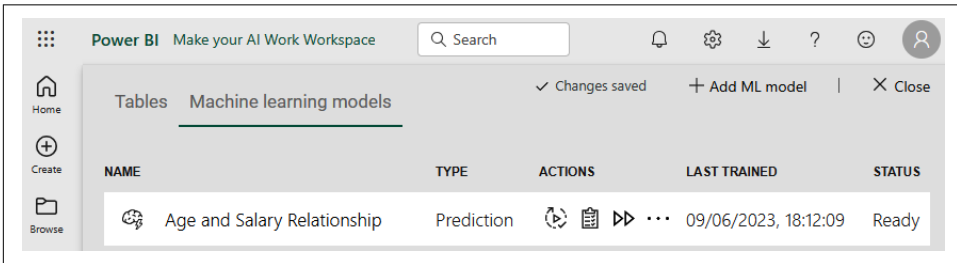 Power BI Make your AI Work Workspace Search ? A
Home
Tables Machine learning models Changes saved + Add ML model | Close
Create
NAME TYPE ACTIONS LAST TRAINED STATUS
Browse
Age and Salary Relationship Prediction ... 09/06/2023, 18:12:09 Ready